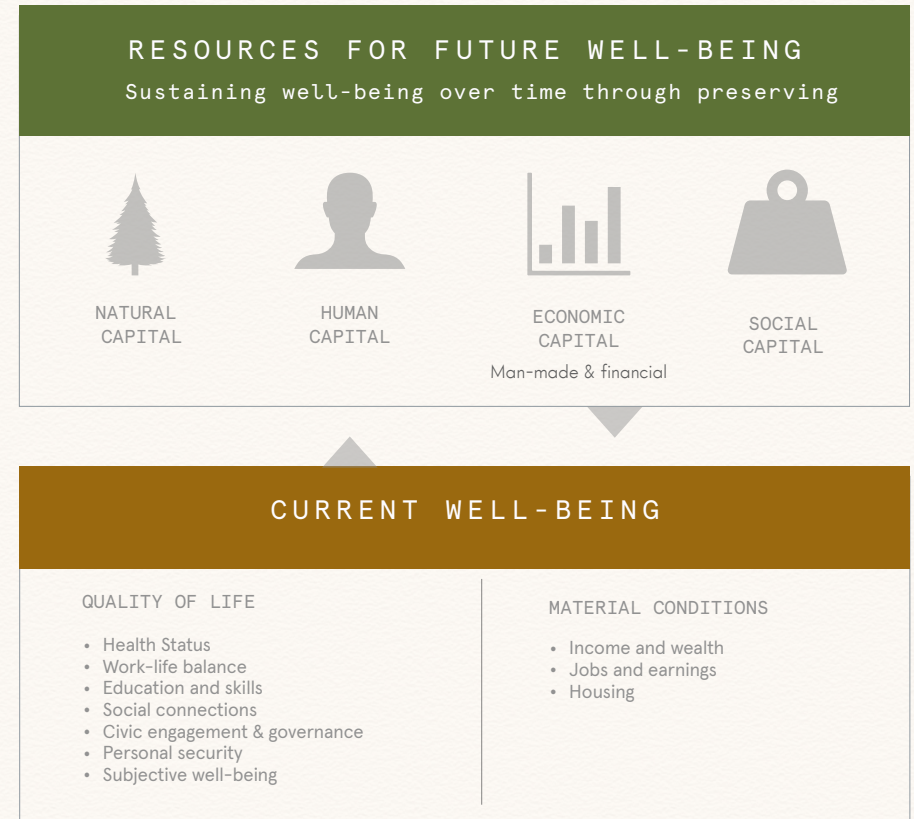 RESOURCES FOR FUTURE WELL-BEING
Sustaining well-being over time through preserving
NATURAL
CAPITAL
HUMAN
CAPITAL
ECONOMIC
CAPITAL
Man-made & financial
SOCIAL
CAPITAL
CURRENT WELL-BEING
QUALITY OF LIFE
• Health Status
• Work-life balance
• Education and skills
• Social connections
• Civic engagement & governance
• Personal security
• Subjective well-being
MATERIAL CONDITIONS
• Income and wealth
• Jobs and earnings
• Housing